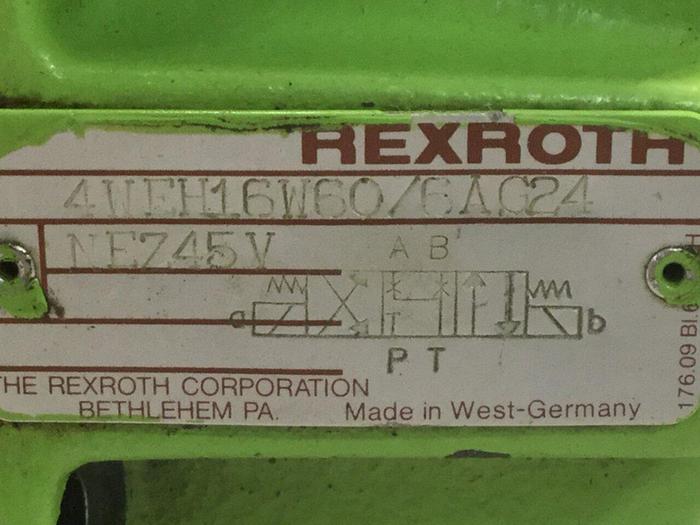 REXROTH
4WEH16W60/6AG24
NEZ45V
A B
a b
P T
THE REXROTH CORPORATION
BETHLEHEM PA.
Made in West-Germany
176.09 Bl.6